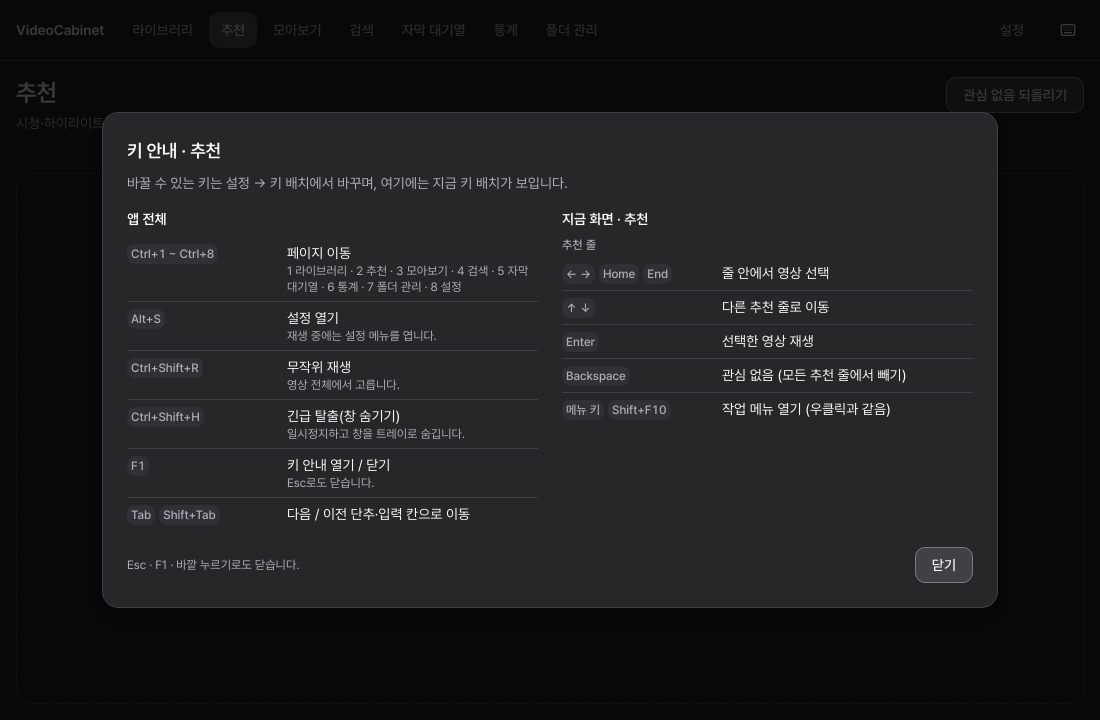 VideoCabinet 라이브러리 추천 모아보기 검색 자막 대기열 통계 폴더 관리 설정
추천
관심 없음 되돌리기
시청·하이라이트
키 안내 · 추천
바꿀 수 있는 키는 설정 → 키 배치에서 바꾸며, 여기에는 지금 키 배치가 보입니다.
앱 전체
Ctrl+1 ~ Ctrl+8 페이지 이동
1 라이브러리 · 2 추천 · 3 모아보기 · 4 검색 · 5 자막
대기열 · 6 통계 · 7 폴더 관리 · 8 설정
Alt+S 설정 열기
재생 중에는 설정 메뉴를 엽니다.
Ctrl+Shift+R 무작위 재생
영상 전체에서 고릅니다.
Ctrl+Shift+H 긴급 탈출(창 숨기기)
일시정지하고 창을 트레이로 숨깁니다.
F1 키 안내 열기 / 닫기
Esc로도 닫습니다.
Tab Shift+Tab 다음 / 이전 단추·입력 칸으로 이동
지금 화면 · 추천
추천 줄
← → Home End 줄 안에서 영상 선택
↑ ↓ 다른 추천 줄로 이동
Enter 선택한 영상 재생
Backspace 관심 없음 (모든 추천 줄에서 빼기)
메뉴 키 Shift+F10 작업 메뉴 열기 (우클릭과 같음)
Esc · F1 · 바깥 누르기로도 닫습니다.
닫기